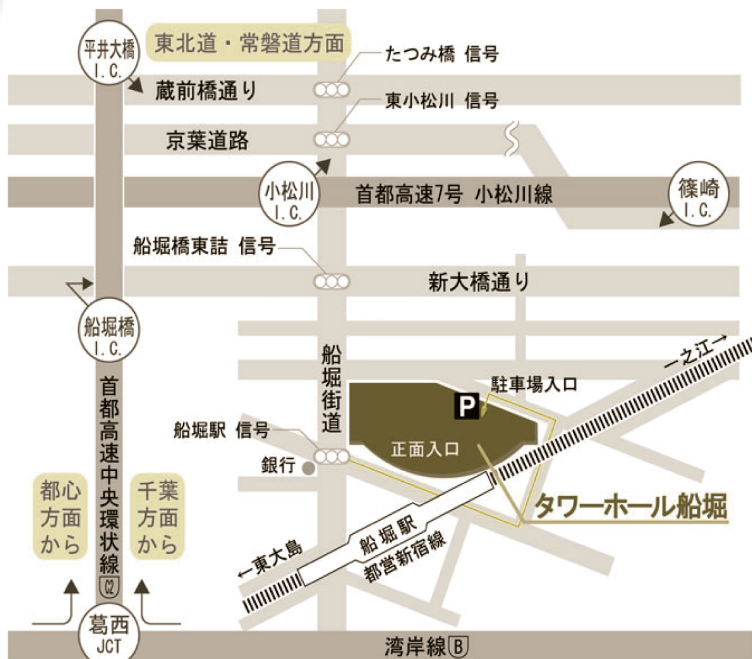 平井大橋
I.C.
東北道・常磐道方面
たつみ橋 信号
蔵前橋通り
東小松川 信号
京葉道路
小松川
I.C.
首都高速7号 小松川線
篠崎
I.C.
船堀橋東詰 信号
新大橋通り
船堀橋
I.C.
船堀街道
一之江→
駐車場入口
P
首都高速中央環状線
C2
船堀駅 信号
正面入口
銀行
タワーホール船堀
都心
方面
から
千葉
方面
から
船堀駅
都営新宿線
←東大島
葛西
JCT
湾岸線 B